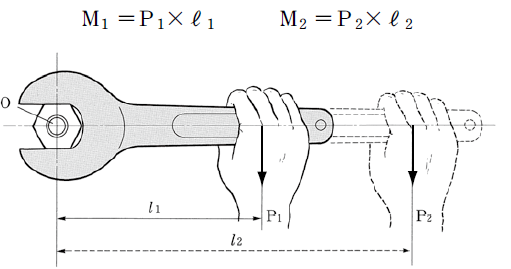 M₁ = P₁ × ℓ₁    M₂ = P₂ × ℓ₂
O
P₁    P₂
l₁
l₂